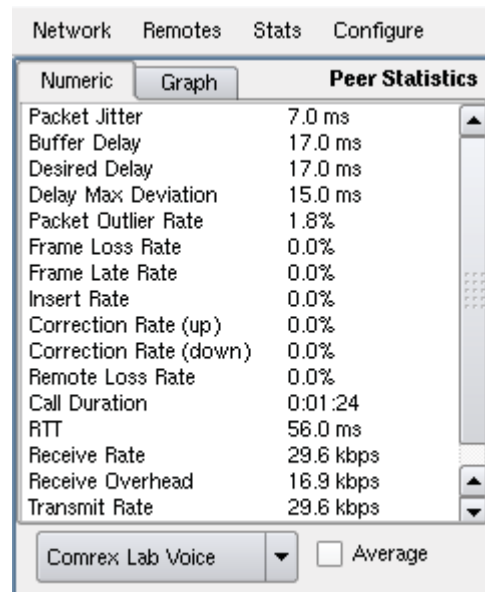 Network Remotes Stats Configure
Numeric Graph Peer Statistics
Packet Jitter 7.0 ms
Buffer Delay 17.0 ms
Desired Delay 17.0 ms
Delay Max Deviation 15.0 ms
Packet Outlier Rate 1.8%
Frame Loss Rate 0.0%
Frame Late Rate 0.0%
Insert Rate 0.0%
Correction Rate (up) 0.0%
Correction Rate (down) 0.0%
Remote Loss Rate 0.0%
Call Duration 0:01:24
RTT 56.0 ms
Receive Rate 29.6 kbps
Receive Overhead 16.9 kbps
Transmit Rate 29.6 kbps
Comrex Lab Voice Average